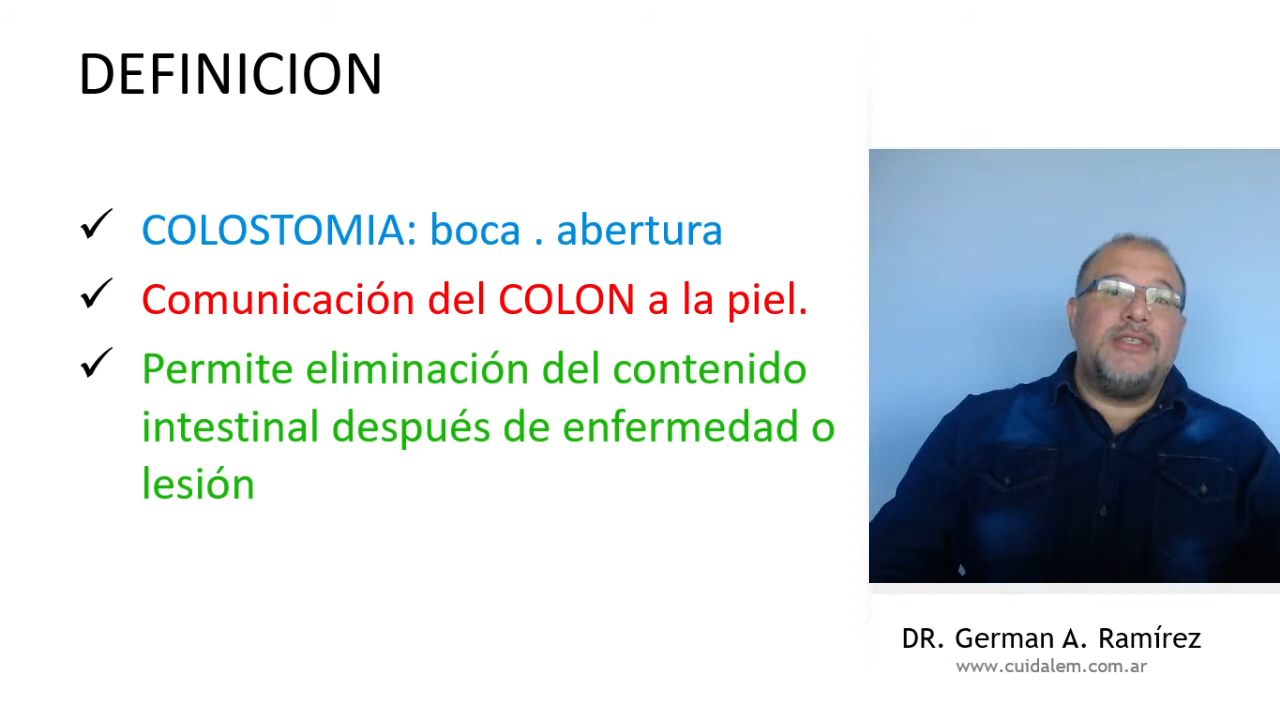 DEFINICION
COLOSTOMIA: boca . abertura
Comunicación del COLON a la piel.
Permite eliminación del contenido
intestinal después de enfermedad o
lesión
DR. German A. Ramírez
www.cuidalem.com.ar